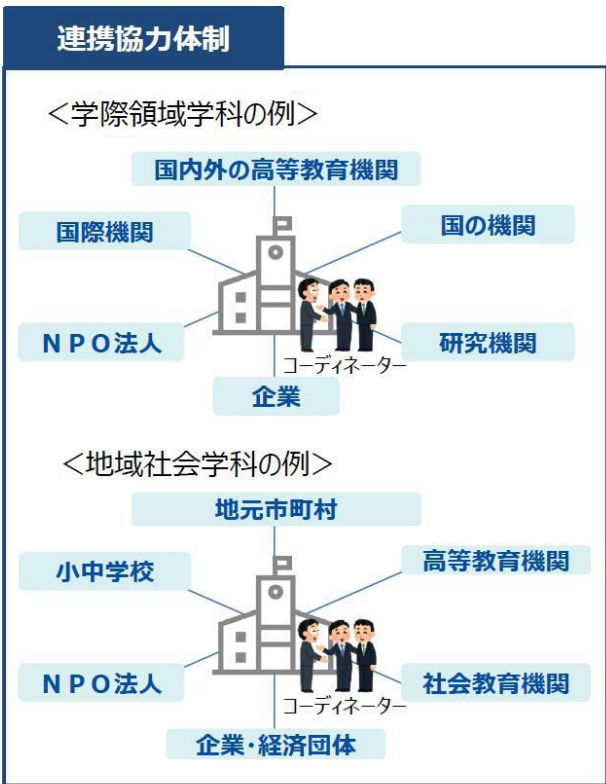 連携協力体制
＜学際領域学科の例＞
国内外の高等教育機関
国際機関
国の機関
ＮＰＯ法人
研究機関
コーディネーター
企業
＜地域社会学科の例＞
地元市町村
小中学校
高等教育機関
ＮＰＯ法人
社会教育機関
コーディネーター
企業・経済団体